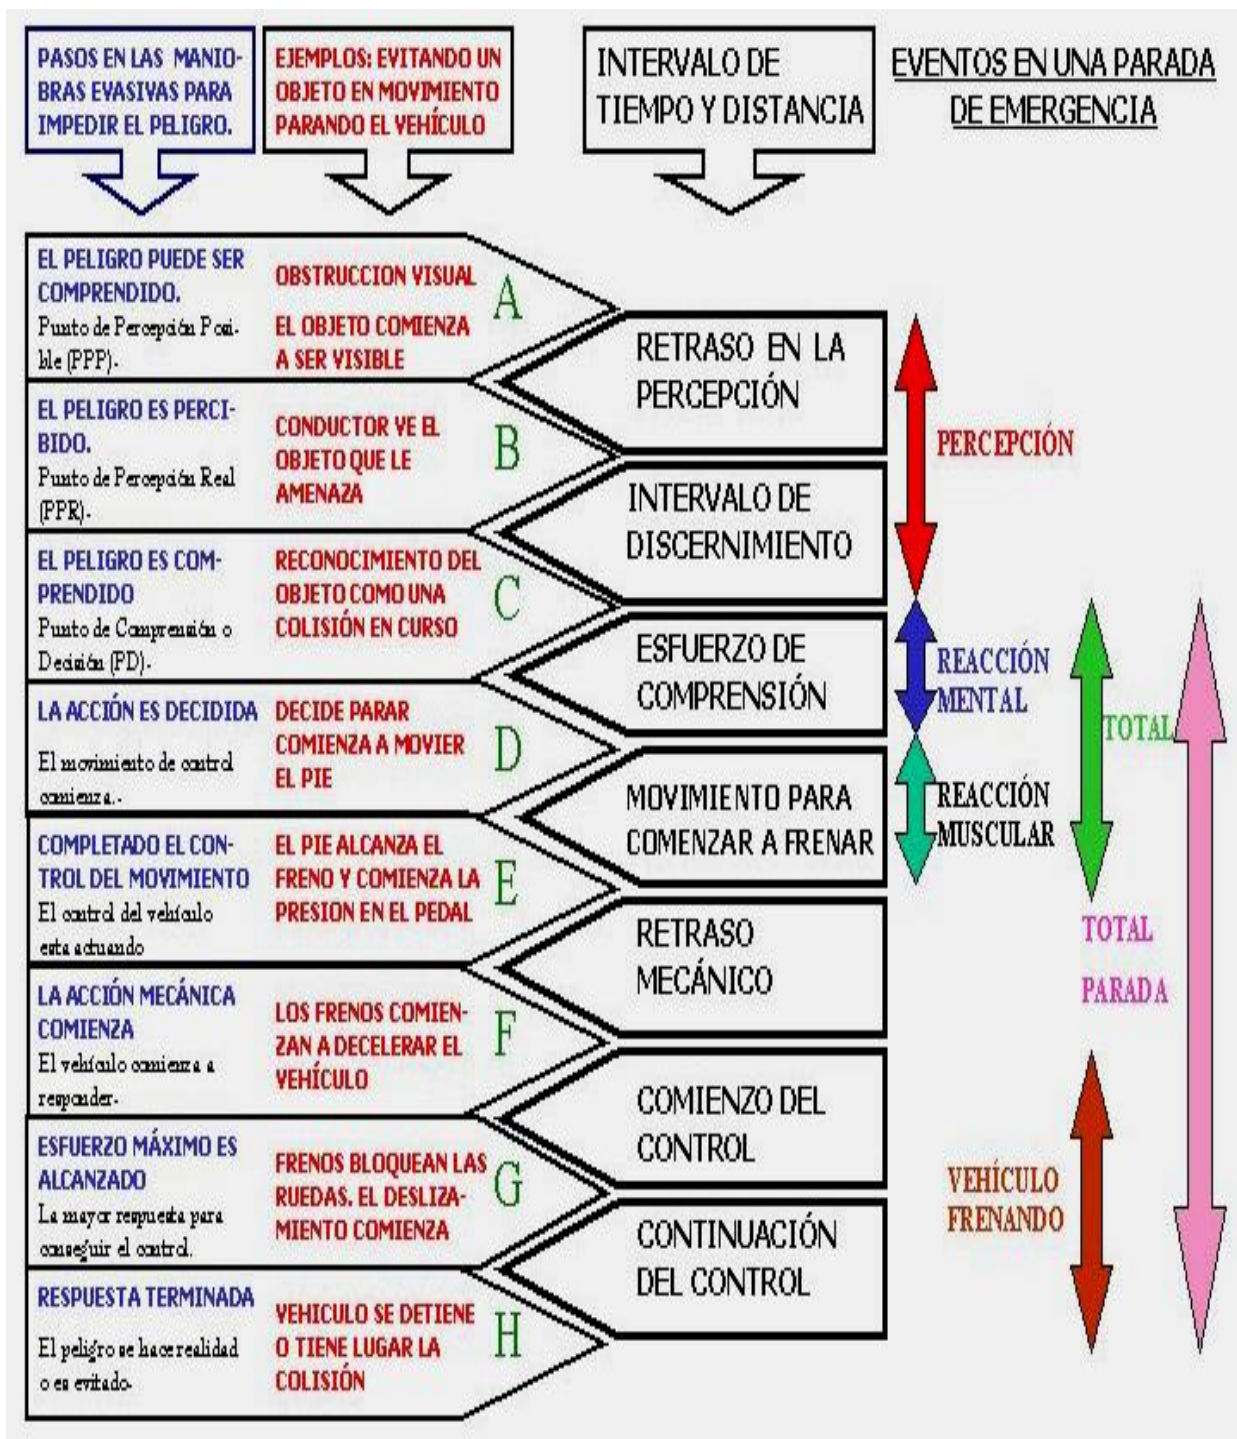 PASOS EN LAS MANIO-
BRAS EVASIVAS PARA
IMPEDIR EL PELIGRO.
EJEMPLOS: EVITANDO UN
OBJETO EN MOVIMIENTO
PARANDO EL VEHÍCULO
INTERVALO DE
TIEMPO Y DISTANCIA
EVENTOS EN UNA PARADA
DE EMERGENCIA
EL PELIGRO PUEDE SER
COMPRENDIDO.
Punto de Percepción Posi-
ble (PPP)-
OBSTRUCCION VISUAL
EL OBJETO COMIENZA
A SER VISIBLE
A
RETRASO EN LA
PERCEPCIÓN
EL PELIGRO ES PERCI-
BIDO.
Punto de Percepción Real
(PPR)-
CONDUCTOR VE EL
OBJETO QUE LE
AMENAZA
B
PERCEPCIÓN
INTERVALO DE
DISCERNIMIENTO
EL PELIGRO ES COM-
PRENDIDO
Punto de Comprensión o
Decisión (PD)-
RECONOCIMIENTO DEL
OBJETO COMO UNA
COLISIÓN EN CURSO
C
ESFUERZO DE
COMPRENSIÓN
REACCIÓN
MENTAL
LA ACCIÓN ES DECIDIDA
El movimiento de control
comienza.-
DECIDE PARAR
COMIENZA A MOVIER
EL PIE
D
TOTAL
MOVIMIENTO PARA
COMENZAR A FRENAR
REACCIÓN
MUSCULAR
COMPLETADO EL CON-
TROL DEL MOVIMIENTO
El control del vehículo
esta actuando
EL PIE ALCANZA EL
FRENO Y COMIENZA LA
PRESION EN EL PEDAL
E
RETRASO
MECÁNICO
TOTAL
PARADA
LA ACCIÓN MECÁNICA
COMIENZA
El vehículo comienza a
responder-
LOS FRENOS COMIEN-
ZAN A DECELERAR EL
VEHÍCULO
F
COMIENZO DEL
CONTROL
ESFUERZO MÁXIMO ES
ALCANZADO
La mayor respuesta para
conseguir el control.
FRENOS BLOQUEAN LAS
RUEDAS. EL DESLIZA-
MIENTO COMIENZA
G
VEHÍCULO
FRENANDO
CONTINUACIÓN
DEL CONTROL
RESPUESTA TERMINADA
El peligro se hace realidad
o es evitado-
VEHICULO SE DETIENE
O TIENE LUGAR LA
COLISIÓN
H